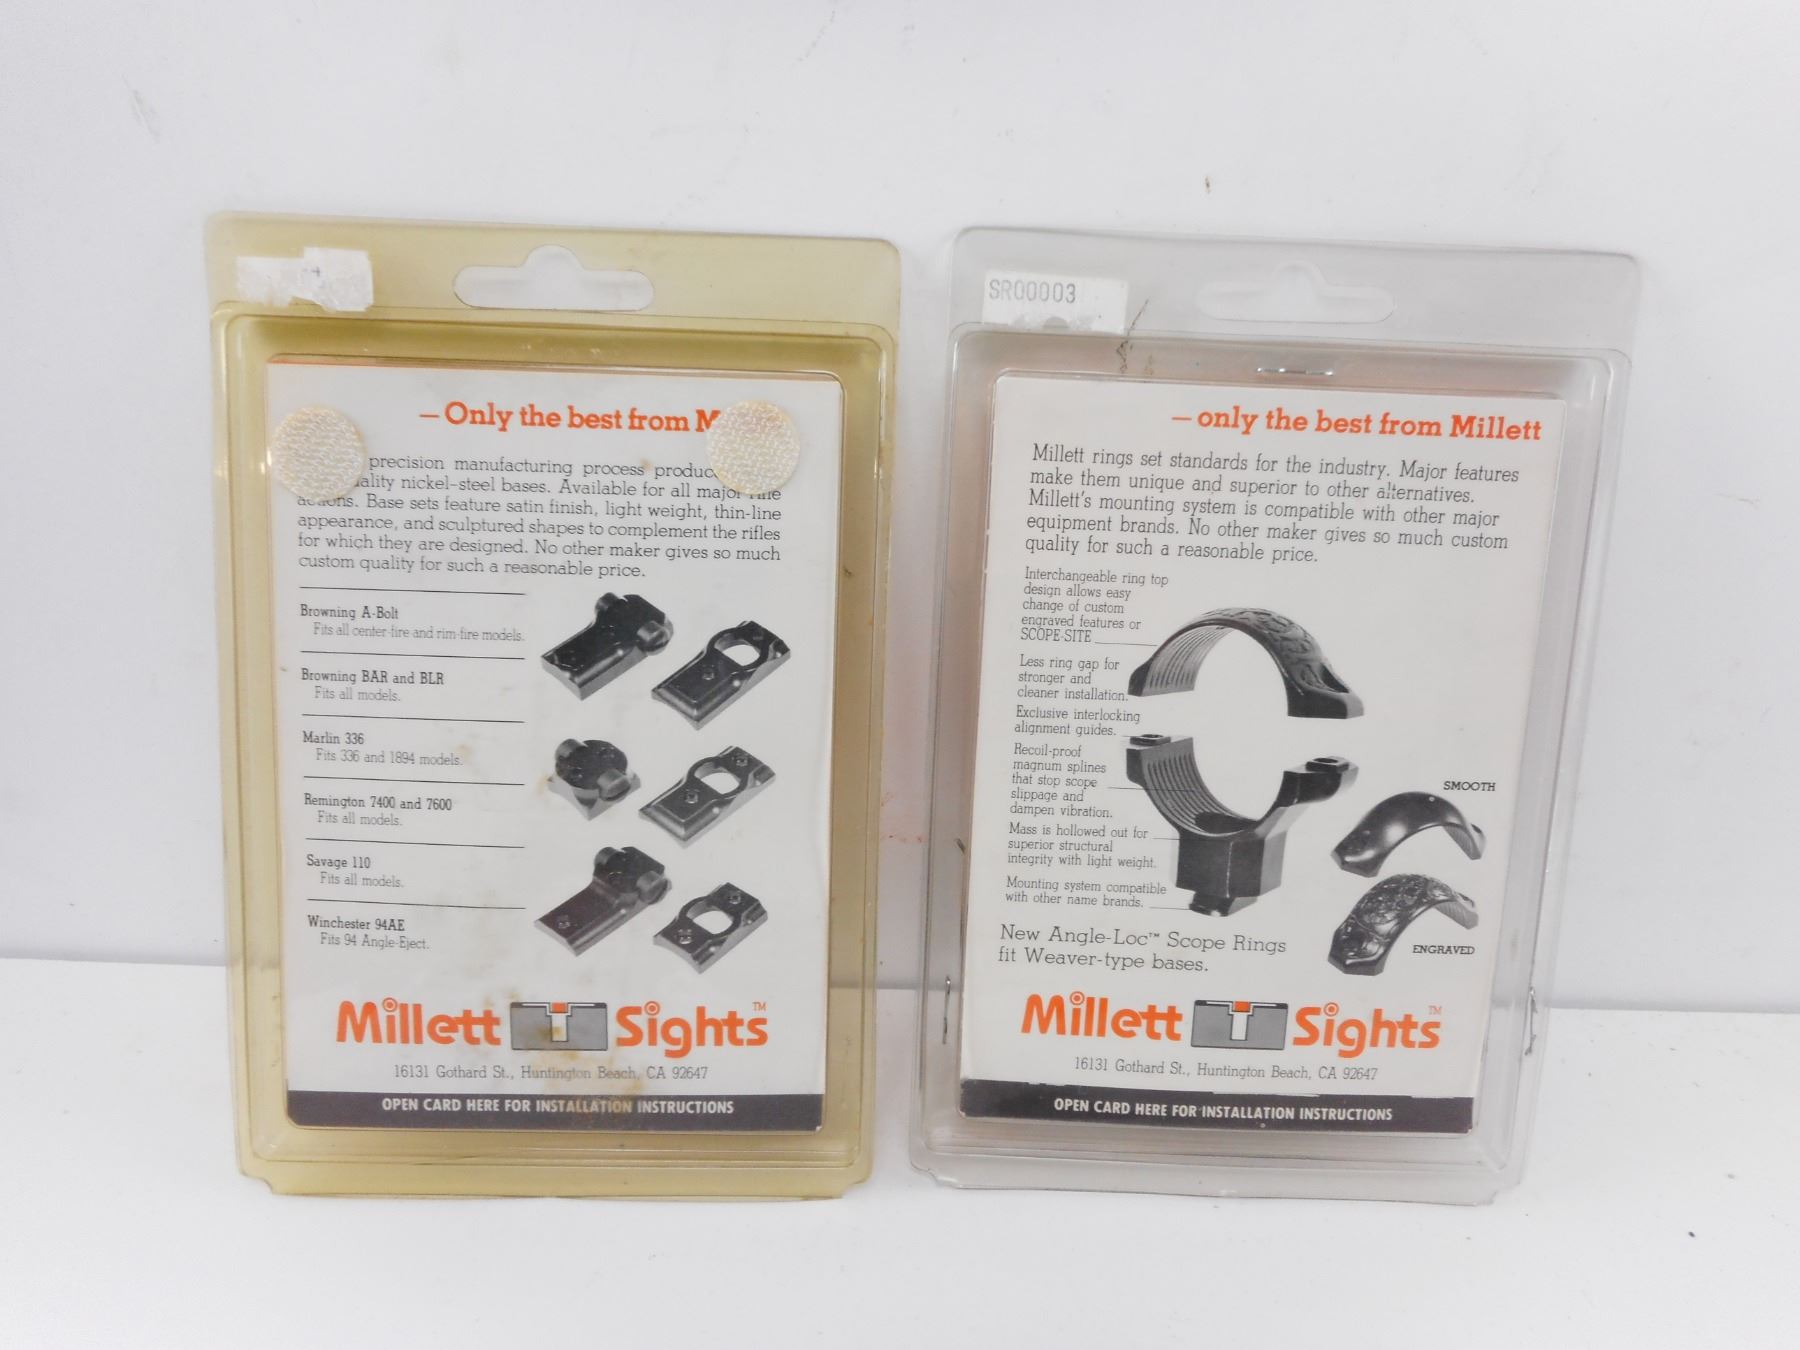 — Only the best from
precision manufacturing process
nickel-steel bases. Available for all major
Base sets feature satin finish, light weight, thin-line
appearance, and sculptured shapes to complement the rifles
for which they are designed. No other maker gives so much
custom quality for such a reasonable price.
Browning A-Bolt
Fits all center-fire and rim-fire models.
Browning BAR and BLR
Fits all models.
Marlin 336
Fits 336 and 1894 models.
Remington 7400 and 7600
Fits all models.
Savage 110
Fits all models.
Winchester 94AE
Fits 94 Angle-Eject.
Millett Sights™
16131 Gothard St., Huntington Beach, CA 92647
OPEN CARD HERE FOR INSTALLATION INSTRUCTIONS
SR00003
— only the best from Millett
Millett rings set standards for the industry. Major features
make them unique and superior to other alternatives.
Millett's mounting system is compatible with other major
equipment brands. No other maker gives so much custom
quality for such a reasonable price.
Interchangeable ring top
design allows easy
change of custom
engraved features or
SCOPE-SITE
Less ring gap for
stronger and
cleaner installation.
Exclusive interlocking
alignment guides.
Recoil-proof
magnum splines
that stop scope
slippage and
dampen vibration.
Mass is hollowed out for
superior structural
integrity with light weight.
Mounting system compatible
with other name brands.
SMOOTH
ENGRAVED
New Angle-Loc™ Scope Rings
fit Weaver-type bases.
Millett Sights™
16131 Gothard St., Huntington Beach, CA 92647
OPEN CARD HERE FOR INSTALLATION INSTRUCTIONS